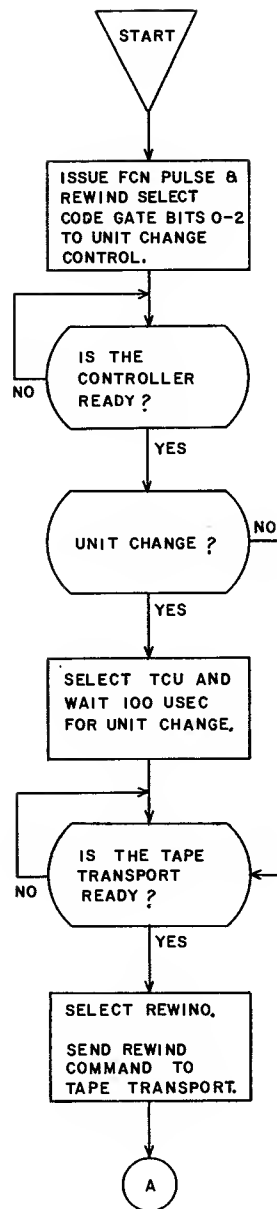 START
ISSUE FCN PULSE &
REWIND SELECT
CODE GATE BITS 0-2
TO UNIT CHANGE
CONTROL.
IS THE
CONTROLLER
READY?
NO
YES
UNIT CHANGE?
NO
YES
SELECT TCU AND
WAIT 100 USEC
FOR UNIT CHANGE.
IS THE TAPE
TRANSPORT
READY?
NO
YES
SELECT REWINO.
SEND REWIND
COMMAND TO
TAPE TRANSPORT.
A